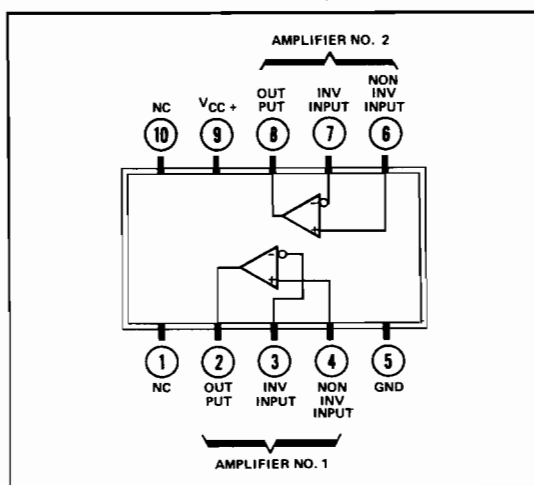 AMPLIFIER NO. 2
NC
VCC +
OUT
PUT
INV
INPUT
NON
INV
INPUT
10
9
8
7
6
-
+
-
+
1
2
3
4
5
NC
OUT
PUT
INV
INPUT
NON
INV
INPUT
GND
AMPLIFIER NO. 1